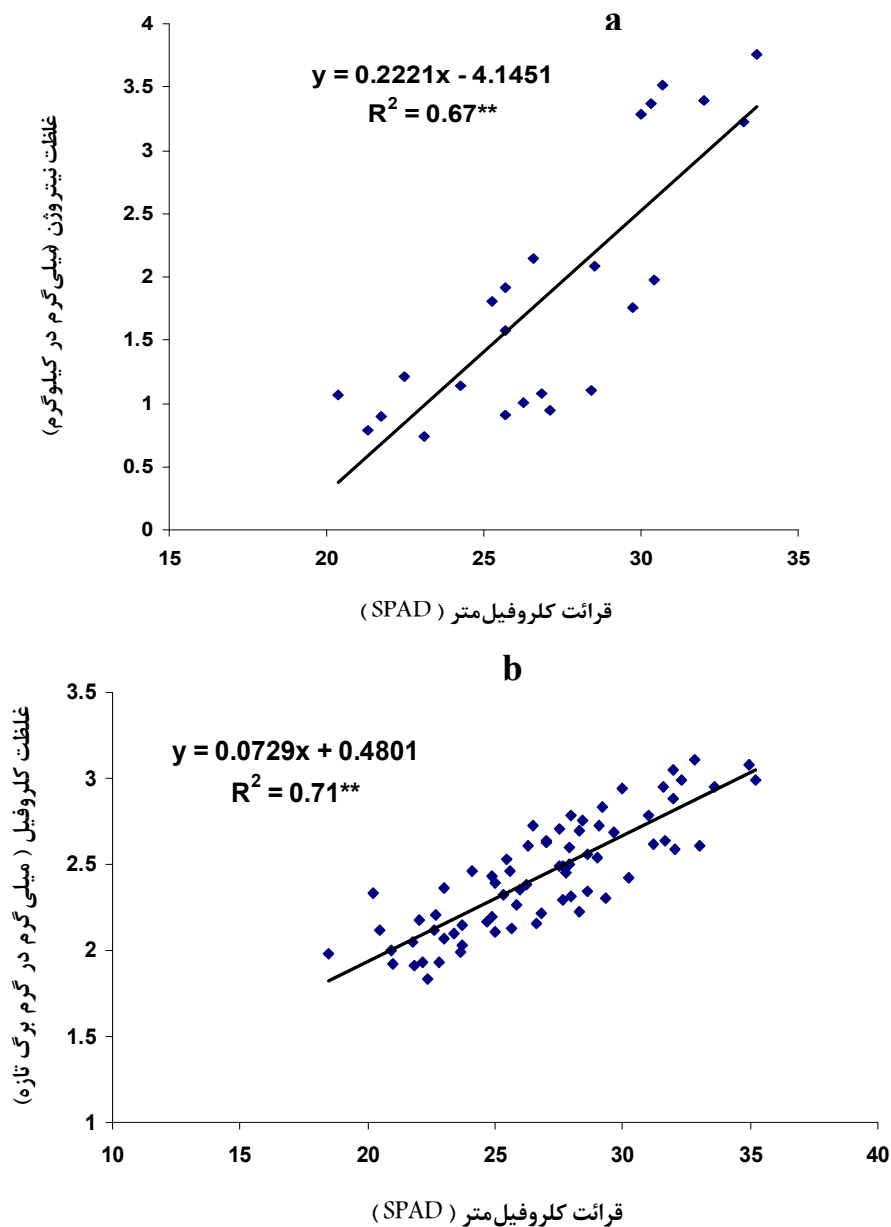 a
y = 0.2221x - 4.1451
R² = 0.67**
غلظت نیتروژن (میلی‌گرم در کیلوگرم)
4
3.5
3
2.5
2
1.5
1
0.5
0
15 20 25 30 35
قرائت کلروفیل‌متر ( SPAD )
b
y = 0.0729x + 0.4801
R² = 0.71**
غلظت کلروفیل ( میلی گرم در گرم برگ تازه)
3.5
3
2.5
2
1.5
1
10 15 20 25 30 35 40
قرائت کلروفیل‌متر ( SPAD )